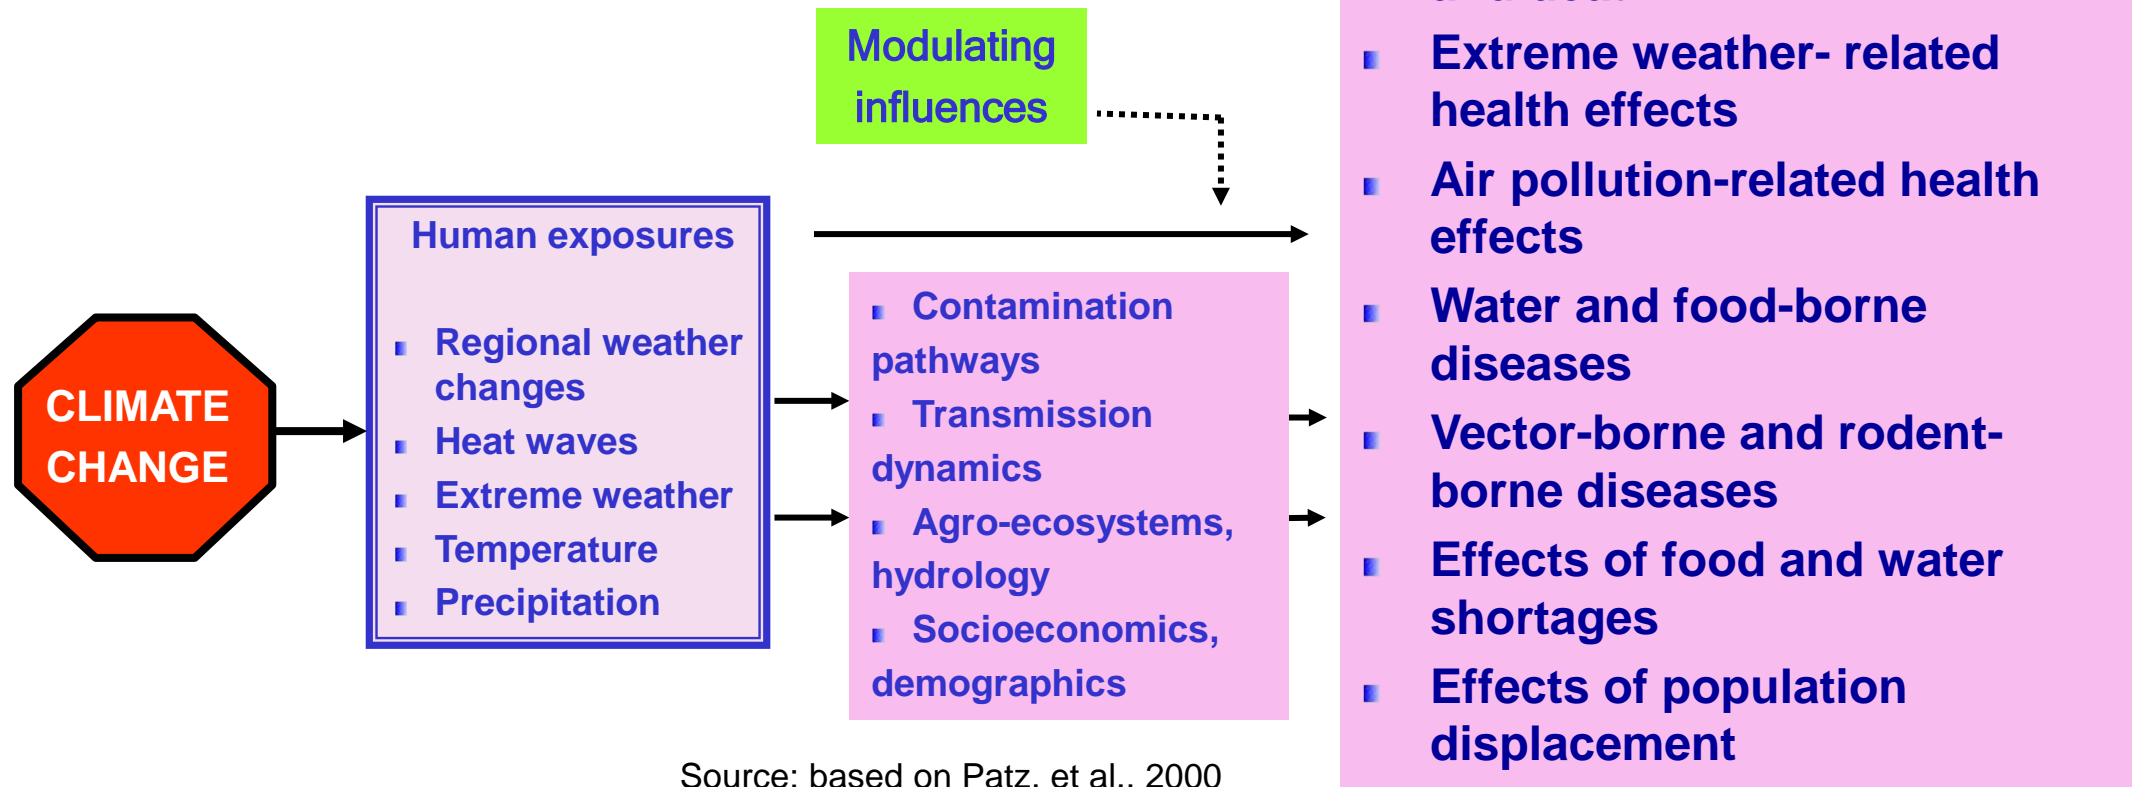 CLIMATE
CHANGE
Human exposures
Regional weather
changes
Heat waves
Extreme weather
Temperature
Precipitation
Modulating
influences
Contamination
pathways
Transmission
dynamics
Agro-ecosystems,
hydrology
Socioeconomics,
demographics
Extreme weather- related
health effects
Air pollution-related health
effects
Water and food-borne
diseases
Vector-borne and rodent-
borne diseases
Effects of food and water
shortages
Effects of population
displacement
Source: based on Patz, et al., 2000